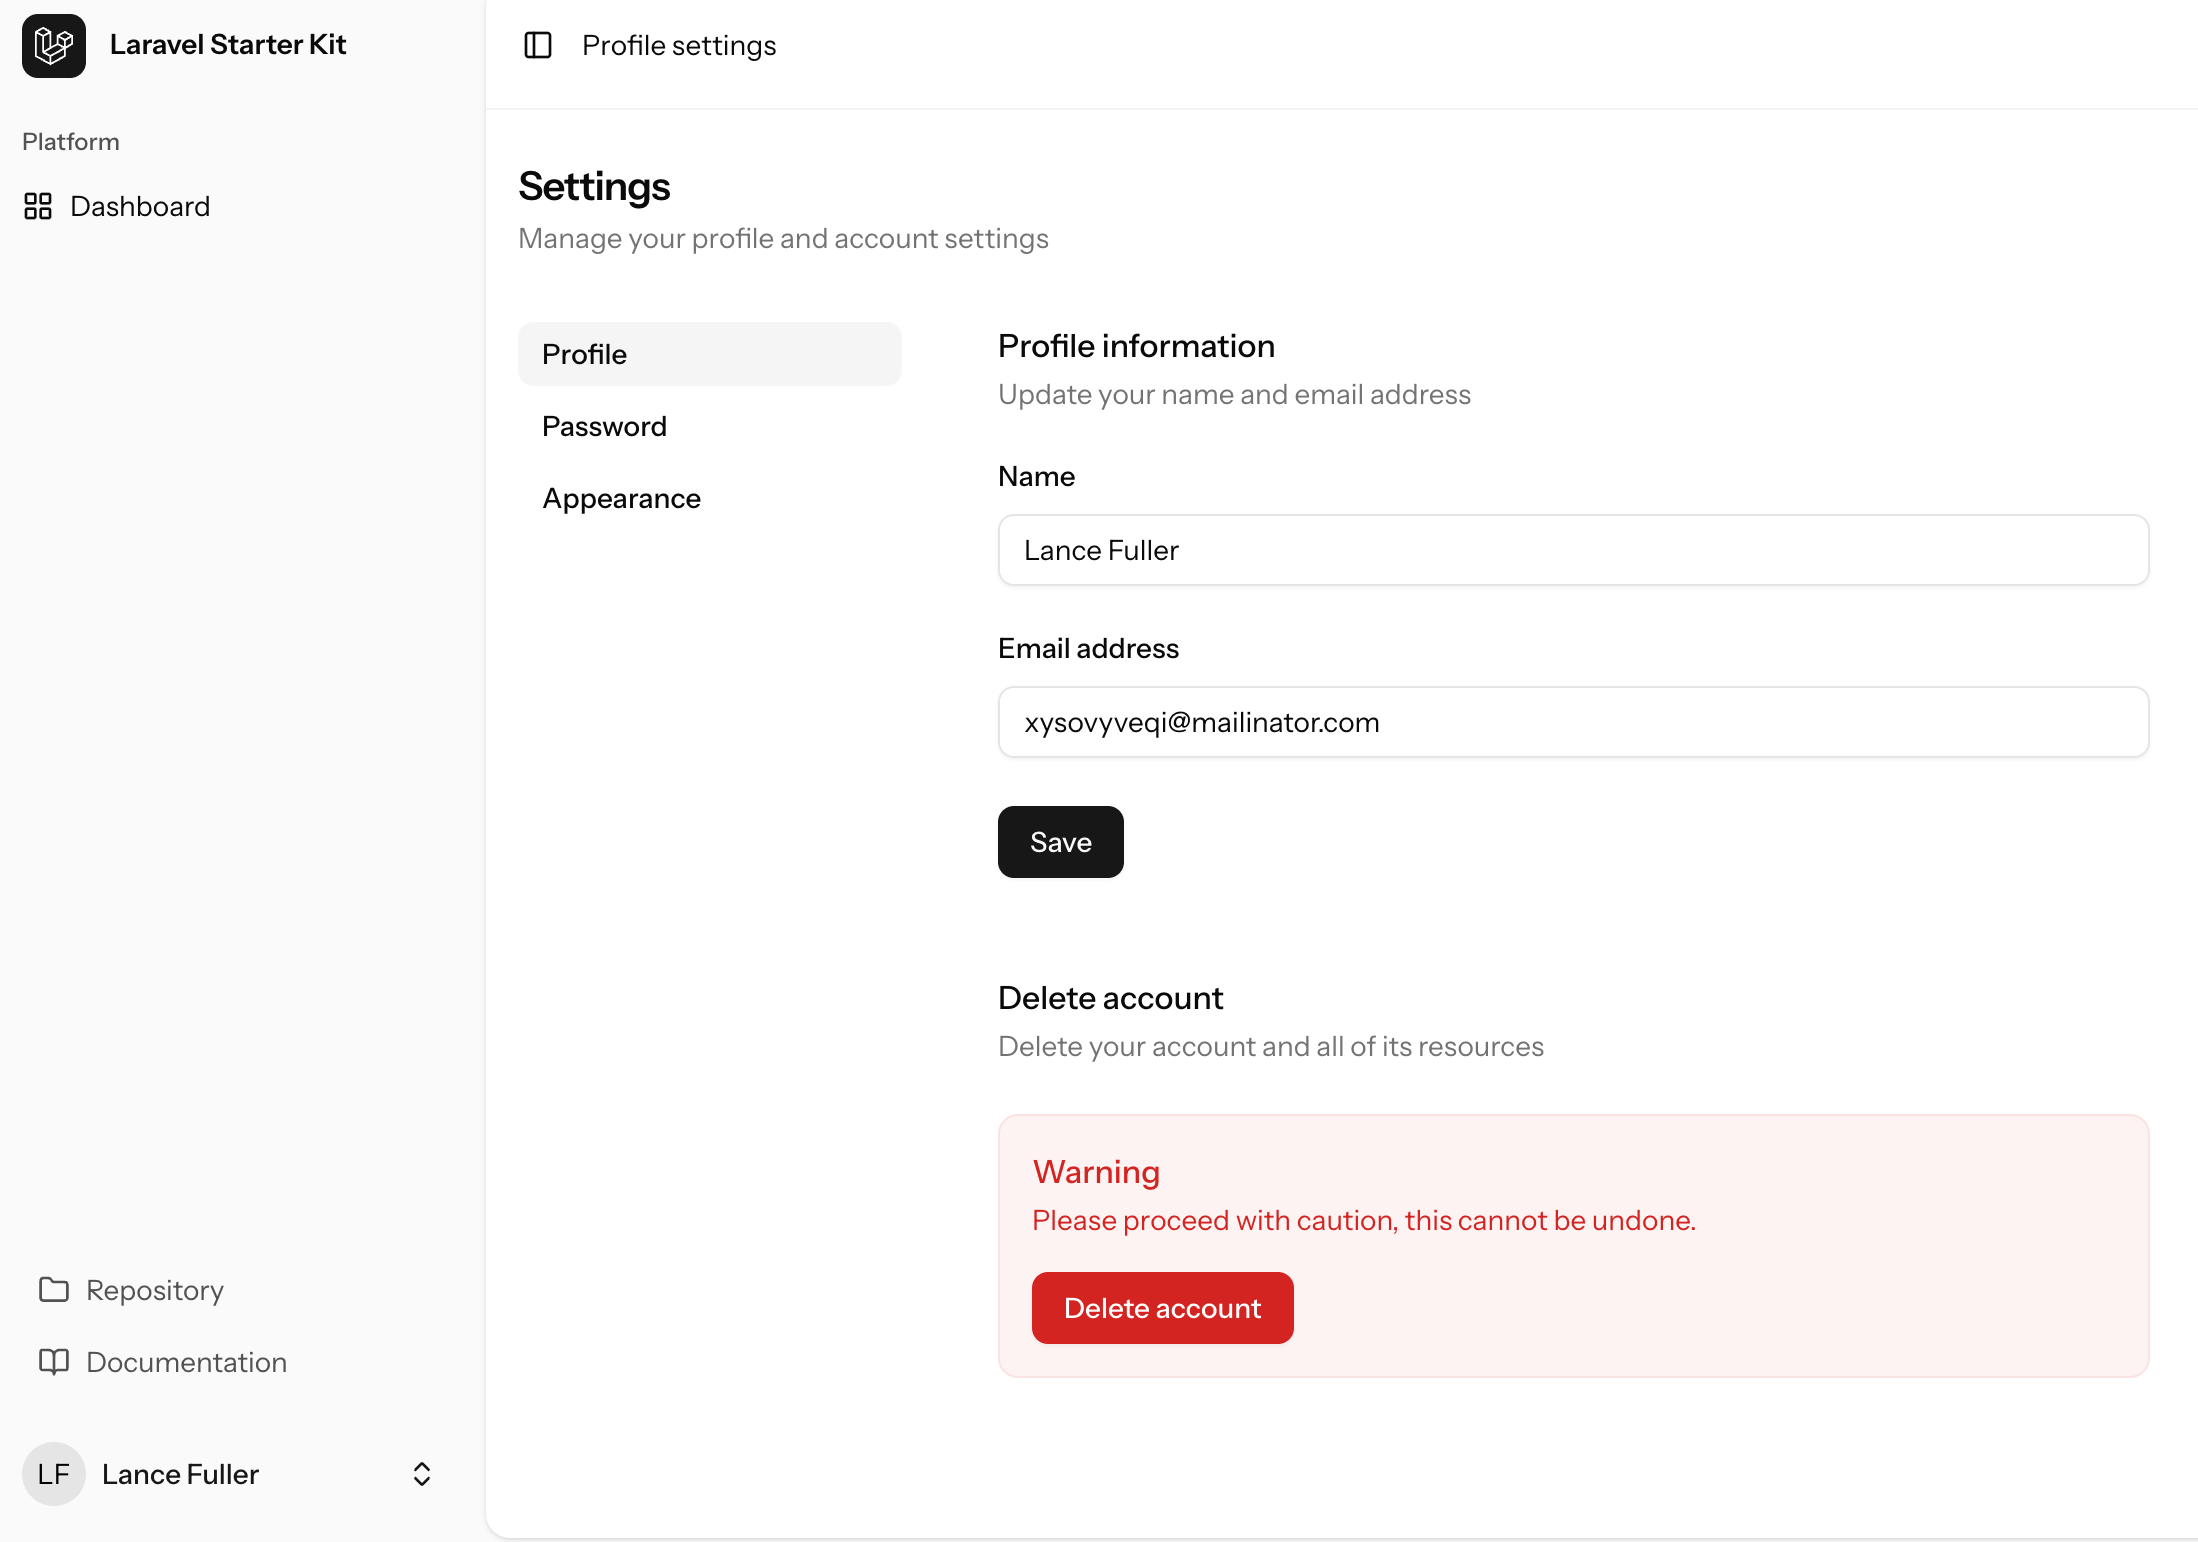 Laravel Starter Kit
Platform
Dashboard
Repository
Documentation
LF
Lance Fuller
Profile settings
Settings
Manage your profile and account settings
Profile
Password
Appearance
Profile information
Update your name and email address
Name
Lance Fuller
Email address
xysovyveqi@mailinator.com
Save
Delete account
Delete your account and all of its resources
Warning
Please proceed with caution, this cannot be undone.
Delete account